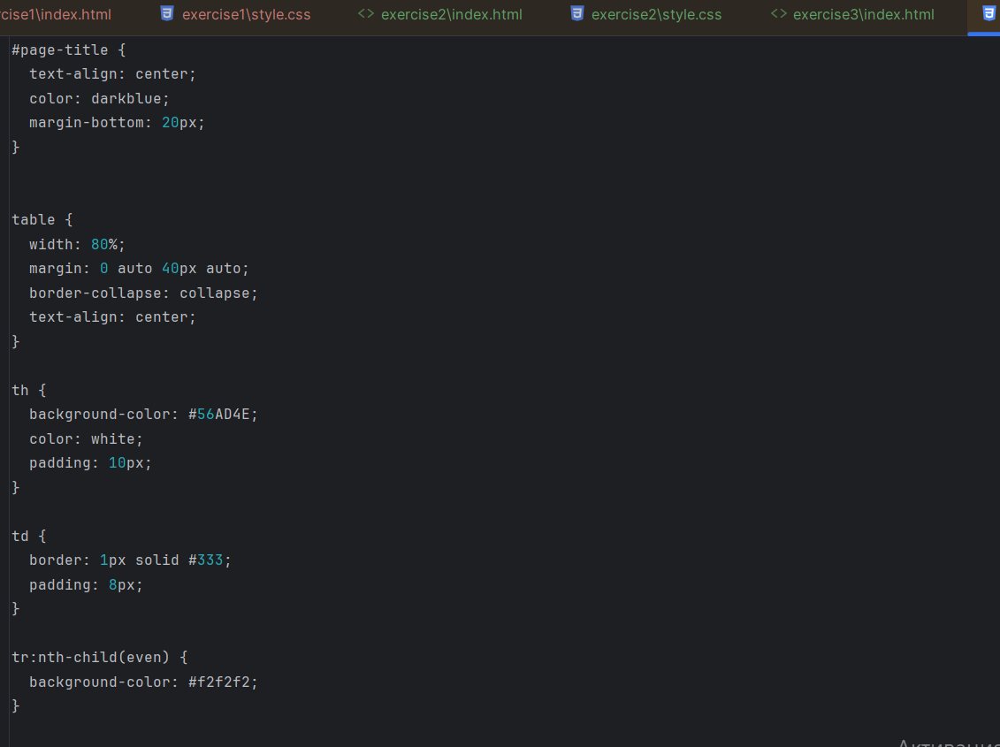 cise1\index.html exercise1\style.css <> exercise2\index.html exercise2\style.css <> exercise3\index.html
#page-title {
  text-align: center;
  color: darkblue;
  margin-bottom: 20px;
}
table {
  width: 80%;
  margin: 0 auto 40px auto;
  border-collapse: collapse;
  text-align: center;
}
th {
  background-color: #56AD4E;
  color: white;
  padding: 10px;
}
td {
  border: 1px solid #333;
  padding: 8px;
}
tr:nth-child(even) {
  background-color: #f2f2f2;
}